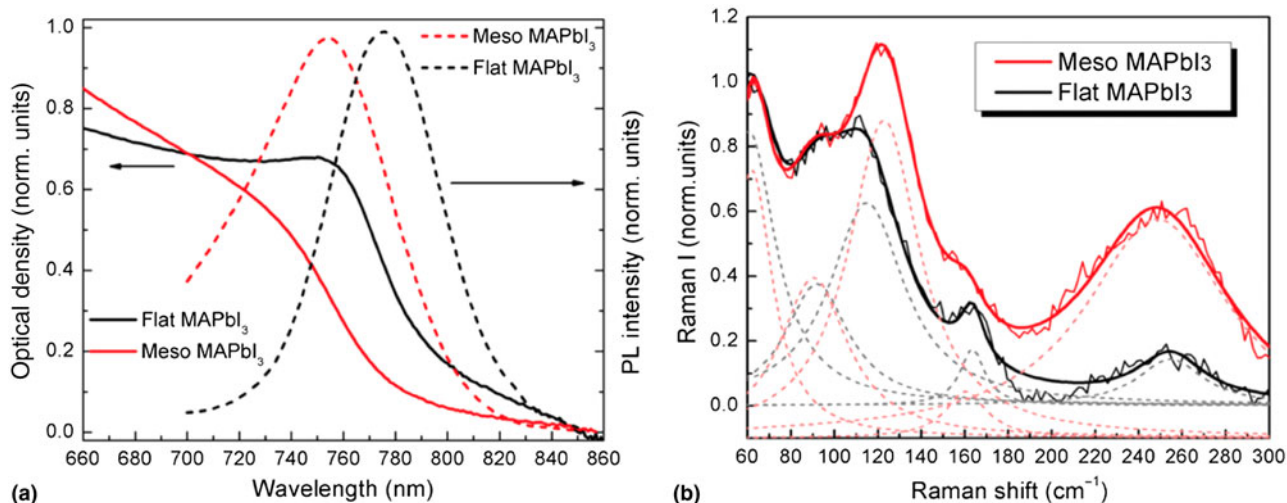 1.0
0.8
0.6
0.4
0.2
0.0
Optical density (norm. units)
Meso MAPbI3
Flat MAPbI3
Flat MAPbI3
Meso MAPbI3
PL intensity (norm. units)
660 680 700 720 740 760 780 800 820 840 860
Wavelength (nm)
(a)
1.2
1.0
0.8
0.6
0.4
0.2
0.0
Raman I (norm.units)
Meso MAPbI3
Flat MAPbI3
60 80 100 120 140 160 180 200 220 240 260 280 300
Raman shift (cm−1)
(b)